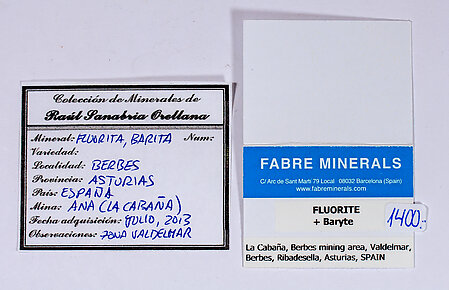 Colección de Minerales de
Raúl Sanabria Orellana
Mineral: FLUORITA, BARITA Num:
Variedad:
Localidad: BERBES
Provincia: ASTURIAS
País: ESPAÑA
Mina: ANA (LA CABAÑA)
Fecha adquisición: JULIO, 2013
Observaciones: ZONA VALDELMAR
FABRE MINERALS
C/ Arc de Sant Martí 79 Local 08032 Barcelona (Spain)
www.fabreminerals.com
FLUORITE
+ Baryte
1400.-
La Cabaña, Berbes mining area, Valdelmar,
Berbes, Ribadesella, Asturias, SPAIN